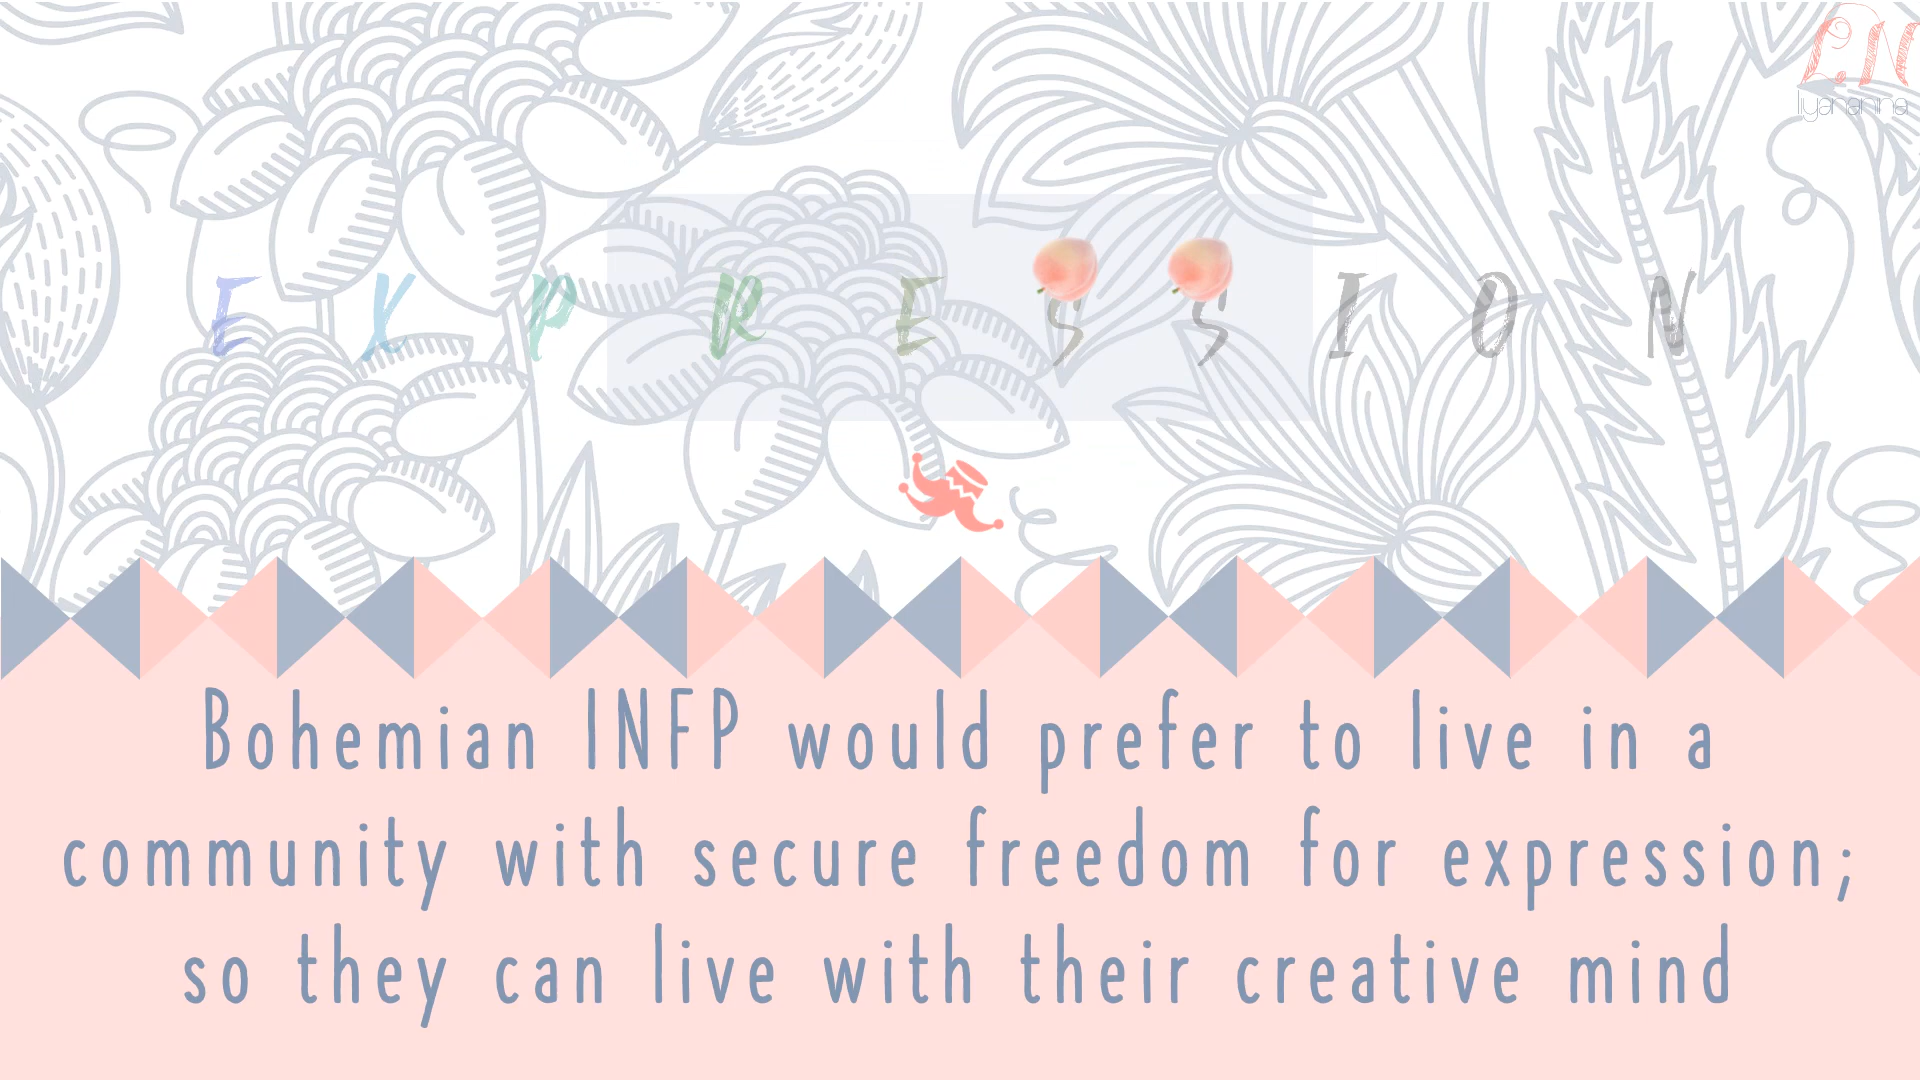 L.N
liyananina
EXPRESSION
Bohemian INFP would prefer to live in a
community with secure freedom for expression;
so they can live with their creative mind